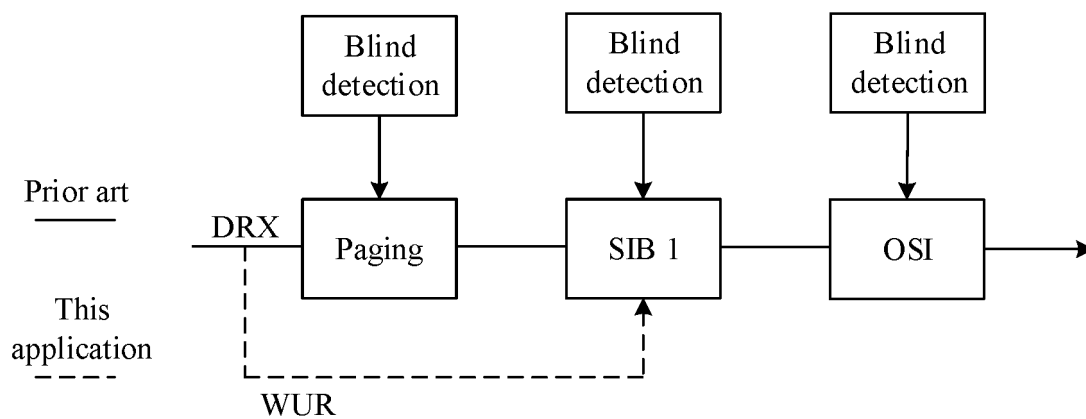 Blind
detection
Blind
detection
Blind
detection
Prior art
DRX
Paging
SIB 1
OSI
This
application
WUR